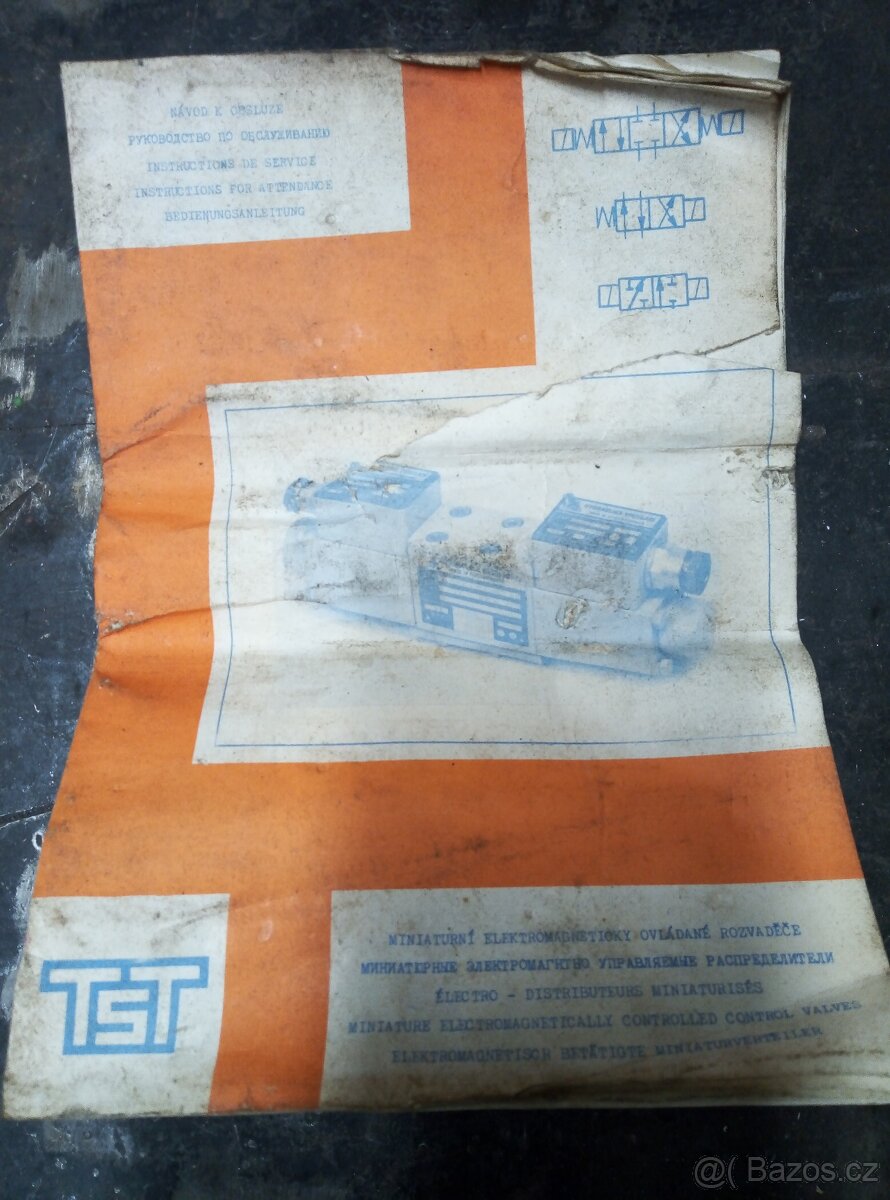 NÁVOD K OBSLUZE
РУКОВОДСТВО ПО ОБСЛУЖИВАНИЮ
INSTRUCTIONS DE SERVICE
INSTRUCTIONS FOR ATTENDANCE
BEDIENUNGSANLEITUNG
TST
MINIATURNÍ ELEKTROMAGNETICKY OVLÁDANÉ ROZVADĚČE
МИНИАТЮРНЫЕ ЭЛЕКТРОМАГНИТНО УПРАВЛЯЕМЫЕ РАСПРЕДЕЛИТЕЛИ
ÉLECTRO - DISTRIBUTEURS MINIATURISÉS
MINIATURE ELECTROMAGNETICALLY CONTROLLED CONTROL VALVES
ELEKTROMAGNETISCH BETÄTIGTE MINIATURVERTEILER
@( Bazos.cz